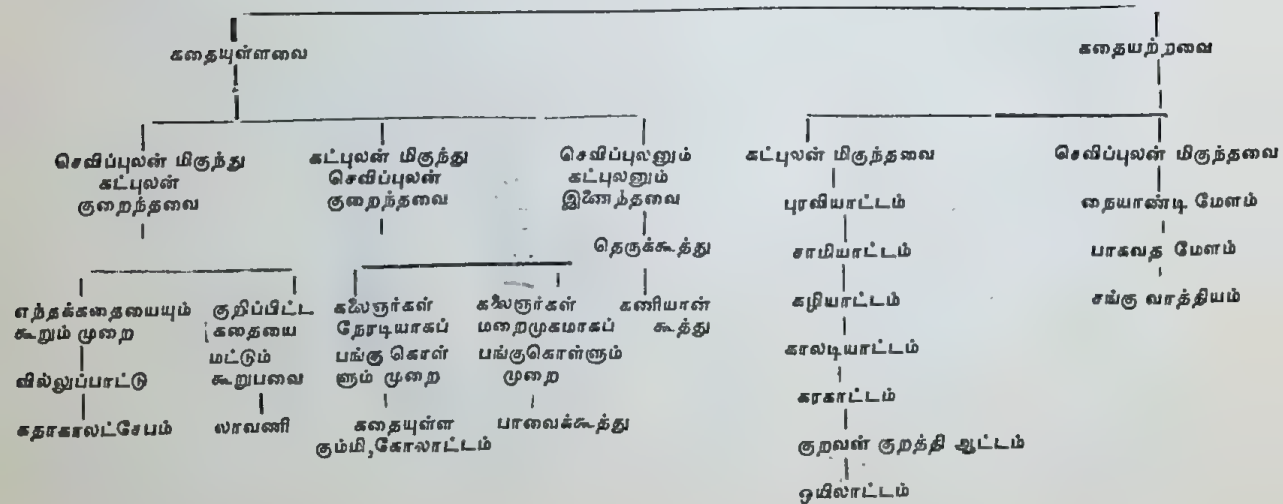 கதையுள்ளவை
கதையற்றவை
செவிப்புலன் மிகுந்து
கட்புலன்
குறைந்தவை
கட்புலன் மிகுந்து
செவிப்புலன்
குறைந்தவை
செவிப்புலனும்
கட்புலனும்
இணைந்தவை
தெருக்கூத்து
கணியான்
கூத்து
எந்தக்கதையையும்
கூறும் முறை
வில்லுப்பாட்டு
கதாகாலட்சேபம்
குறிப்பிட்ட
கதையை
மட்டும்
கூறுபவை
லாவணி
கலைஞர்கள்
நேரடியாகப்
பங்கு கொள்
ளும் முறை
கதையுள்ள
கும்மி,கோலாட்டம்
கலைஞர்கள்
மறைமுகமாகப்
பங்குகொள்ளும்
முறை
பாவைக்கூத்து
கட்புலன் மிகுந்தவை
புரவியாட்டம்
சாமியாட்டம்
கழியாட்டம்
காலடியாட்டம்
கரகாட்டம்
குறவன் குறத்தி ஆட்டம்
ஒயிலாட்டம்
செவிப்புலன் மிகுந்தவை
நையாண்டி மேளம்
பாகவத மேளம்
சங்கு வாத்தியம்